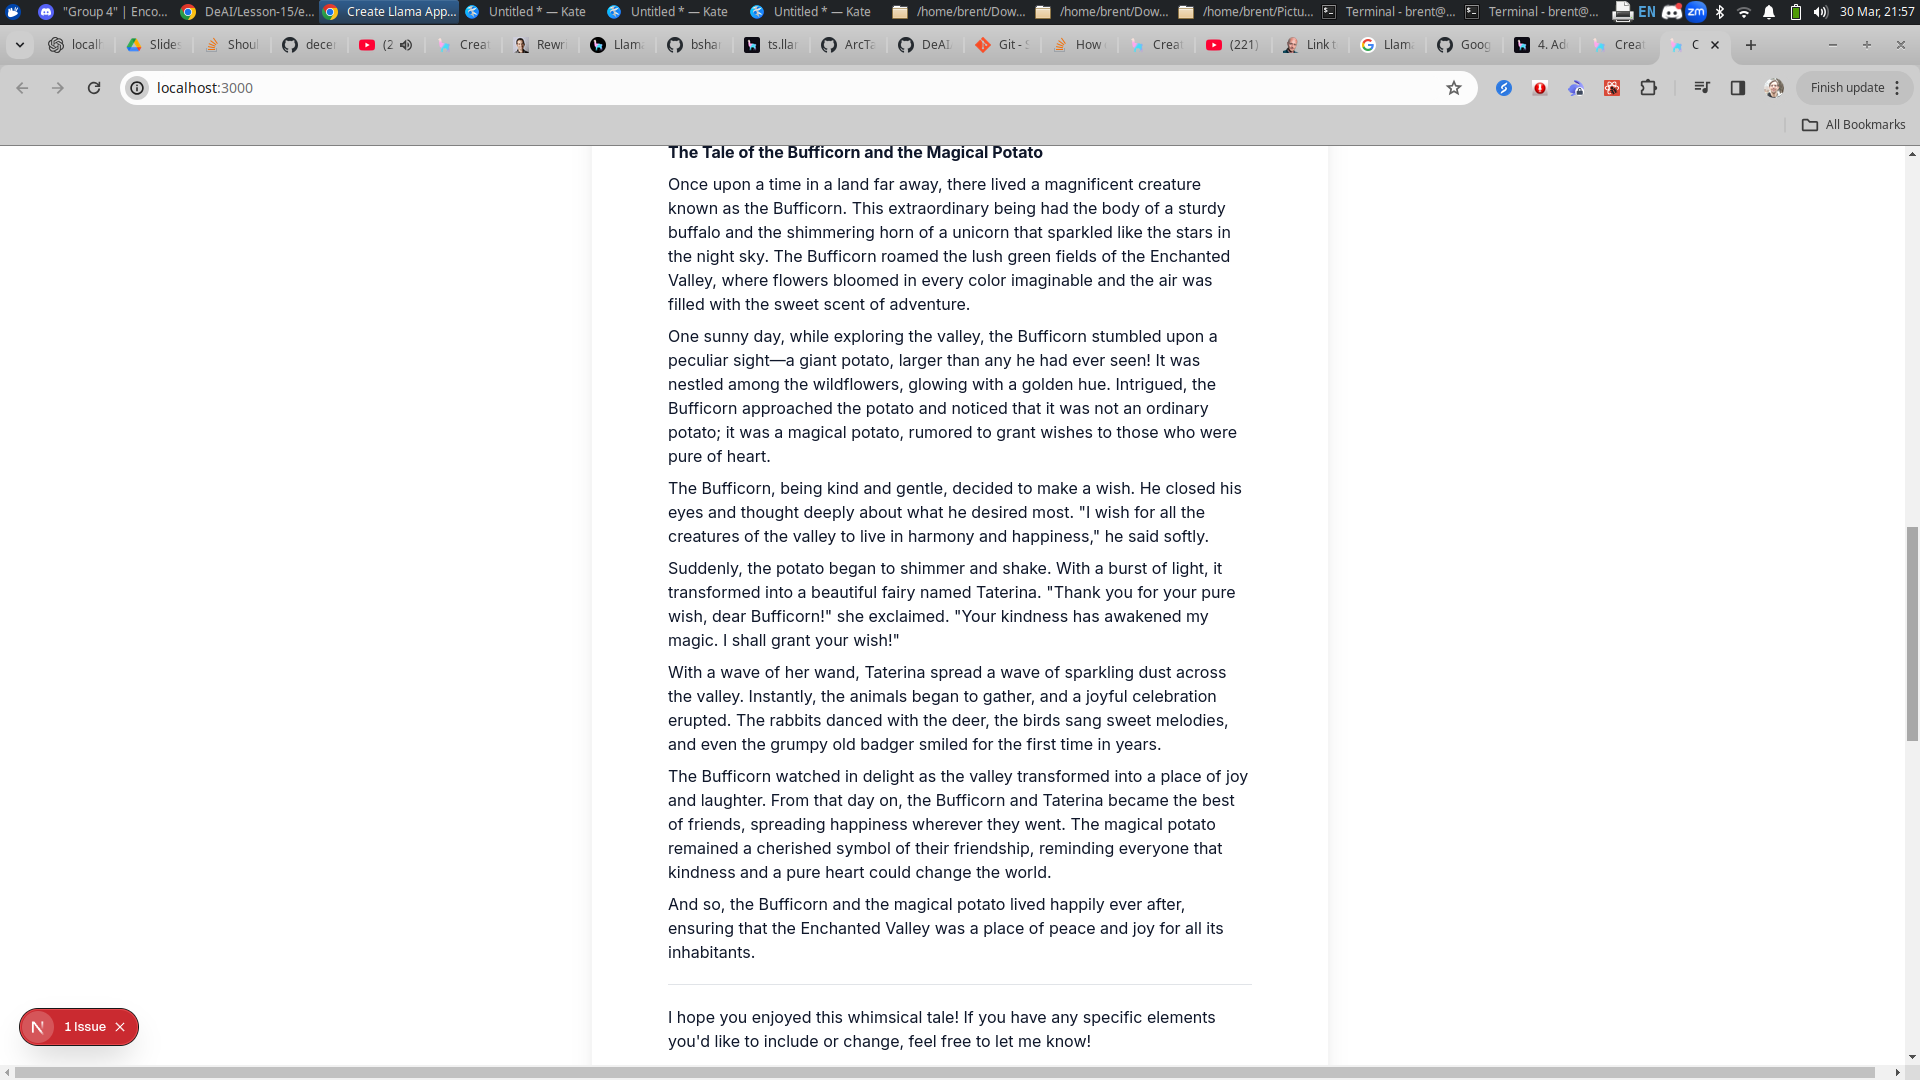 "Group 4" | Enco...
DeAI/Lesson-15/e...
Create Llama App...
Untitled * — Kate
Untitled * — Kate
Untitled * — Kate
/home/brent/Dow...
/home/brent/Dow...
/home/brent/Pictu...
Terminal - brent@...
Terminal - brent@...
EN
zm
30 Mar, 21:57
localh
Slides
Shoul
decer
(2
Creat
Rewri
Llam
bshar
ts.llar
ArcTa
DeAI
Git - S
How
Creat
(221)
Link t
Llam
Goog
4. Ad
Creat
C
localhost:3000
Finish update
All Bookmarks
The Tale of the Bufficorn and the Magical Potato
Once upon a time in a land far away, there lived a magnificent creature
known as the Bufficorn. This extraordinary being had the body of a sturdy
buffalo and the shimmering horn of a unicorn that sparkled like the stars in
the night sky. The Bufficorn roamed the lush green fields of the Enchanted
Valley, where flowers bloomed in every color imaginable and the air was
filled with the sweet scent of adventure.
One sunny day, while exploring the valley, the Bufficorn stumbled upon a
peculiar sight—a giant potato, larger than any he had ever seen! It was
nestled among the wildflowers, glowing with a golden hue. Intrigued, the
Bufficorn approached the potato and noticed that it was not an ordinary
potato; it was a magical potato, rumored to grant wishes to those who were
pure of heart.
The Bufficorn, being kind and gentle, decided to make a wish. He closed his
eyes and thought deeply about what he desired most. "I wish for all the
creatures of the valley to live in harmony and happiness," he said softly.
Suddenly, the potato began to shimmer and shake. With a burst of light, it
transformed into a beautiful fairy named Taterina. "Thank you for your pure
wish, dear Bufficorn!" she exclaimed. "Your kindness has awakened my
magic. I shall grant your wish!"
With a wave of her wand, Taterina spread a wave of sparkling dust across
the valley. Instantly, the animals began to gather, and a joyful celebration
erupted. The rabbits danced with the deer, the birds sang sweet melodies,
and even the grumpy old badger smiled for the first time in years.
The Bufficorn watched in delight as the valley transformed into a place of joy
and laughter. From that day on, the Bufficorn and Taterina became the best
of friends, spreading happiness wherever they went. The magical potato
remained a cherished symbol of their friendship, reminding everyone that
kindness and a pure heart could change the world.
And so, the Bufficorn and the magical potato lived happily ever after,
ensuring that the Enchanted Valley was a place of peace and joy for all its
inhabitants.
I hope you enjoyed this whimsical tale! If you have any specific elements
you'd like to include or change, feel free to let me know!
N 1 Issue